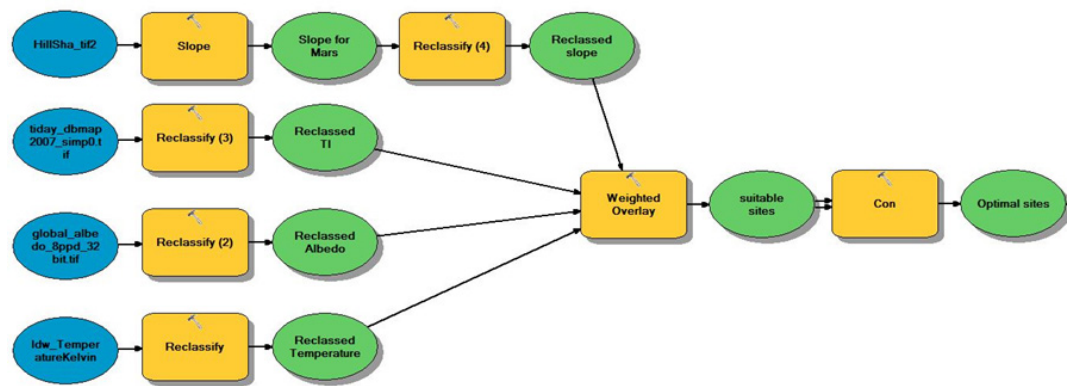 HillSha_tif2
Slope
Slope for
Mars
Reclassify (4)
Reclassed
slope
tiday_dbmap
2007_simp0.t
if
Reclassify (3)
Reclassed
TI
Weighted
Overlay
suitable
sites
Con
Optimal sites
global_albe
do_8ppd_32
bit.tif
Reclassify (2)
Reclassed
Albedo
Idw_Temper
atureKelvin
Reclassify
Reclassed
Temperature